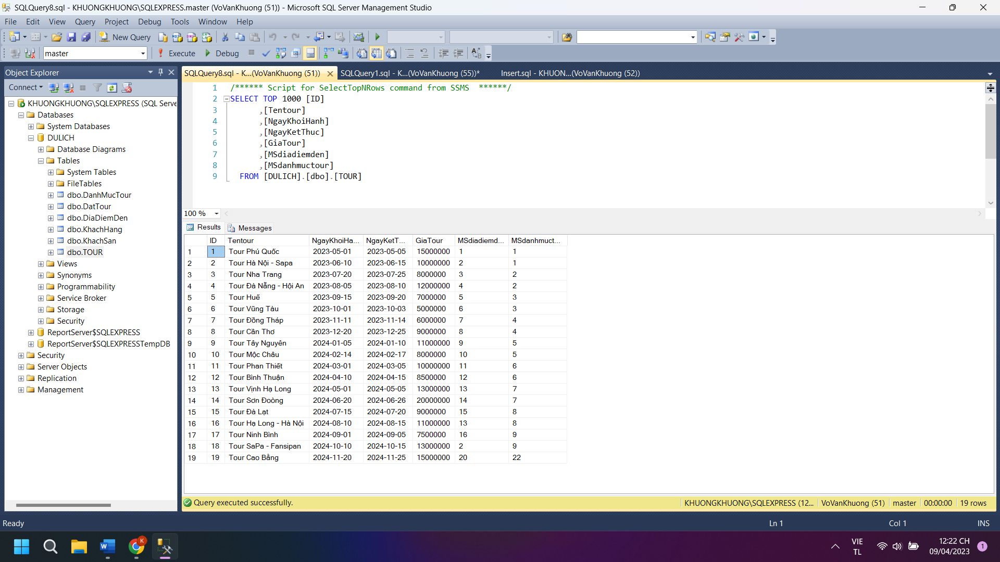 SQLQuery8.sql - KHUONGKHUONG\SQLEXPRESS.master (VoVanKhuong (51)) - Microsoft SQL Server Management Studio
File Edit View Query Project Debug Tools Window Help
New Query
master Execute Debug
Object Explorer
Connect
KHUONGKHUONG\SQLEXPRESS (SQL Serve
Databases
System Databases
DULICH
Database Diagrams
Tables
System Tables
FileTables
dbo.DanhMucTour
dbo.DatTour
dbo.DiaDiemDen
dbo.KhachHang
dbo.KhachSan
dbo.TOUR
Views
Synonyms
Programmability
Service Broker
Storage
Security
ReportServer$SQLEXPRESS
ReportServer$SQLEXPRESSTempDB
Security
Server Objects
Replication
Management
SQLQuery8.sql - K...(VoVanKhuong (51)) SQLQuery1.sql - K...(VoVanKhuong (55))* Insert.sql - KHUON...(VoVanKhuong (52))
1 /****** Script for SelectTopNRows command from SSMS ******/
2 SELECT TOP 1000 [ID]
3 ,[Tentour]
4 ,[NgayKhoiHanh]
5 ,[NgayKetThuc]
6 ,[GiaTour]
7 ,[MSdiadiemden]
8 ,[MSdanhmuctour]
9 FROM [DULICH].[dbo].[TOUR]
100 %
Results Messages
ID Tentour NgayKhoiHa... NgayKetT... GiaTour MSdiadiemd... MSdanhmuct...
1 1 Tour Phú Quốc 2023-05-01 2023-05-05 15000000 1 1
2 2 Tour Hà Nội - Sapa 2023-06-10 2023-06-15 10000000 2 1
3 3 Tour Nha Trang 2023-07-20 2023-07-25 8000000 3 2
4 4 Tour Đà Nẵng - Hội An 2023-08-05 2023-08-10 12000000 4 2
5 5 Tour Huế 2023-09-15 2023-09-20 7000000 5 3
6 6 Tour Vũng Tàu 2023-10-01 2023-10-03 5000000 6 3
7 7 Tour Đồng Tháp 2023-11-11 2023-11-14 6000000 7 4
8 8 Tour Cần Thơ 2023-12-20 2023-12-25 9000000 8 4
9 9 Tour Tây Nguyên 2024-01-05 2024-01-10 11000000 9 5
10 10 Tour Mộc Châu 2024-02-14 2024-02-17 8000000 10 5
11 11 Tour Phan Thiết 2024-03-01 2024-03-05 10000000 11 6
12 12 Tour Bình Thuận 2024-04-10 2024-04-15 8500000 12 6
13 13 Tour Vịnh Hạ Long 2024-05-01 2024-05-05 13000000 13 7
14 14 Tour Sơn Đoòng 2024-06-20 2024-06-26 20000000 14 7
15 15 Tour Đà Lạt 2024-07-15 2024-07-20 9000000 15 8
16 16 Tour Hạ Long - Hà Nội 2024-08-10 2024-08-15 11000000 13 8
17 17 Tour Ninh Bình 2024-09-01 2024-09-05 7500000 16 9
18 18 Tour SaPa - Fansipan 2024-10-10 2024-10-15 13000000 2 9
19 19 Tour Cao Bằng 2024-11-20 2024-11-25 15000000 20 22
Query executed successfully. KHUONGKHUONG\SQLEXPRESS (12... VoVanKhuong (51) master 00:00:00 19 rows
Ready Ln 1 Col 1 INS
K
VIE
TL
12:22 CH
09/04/2023
1